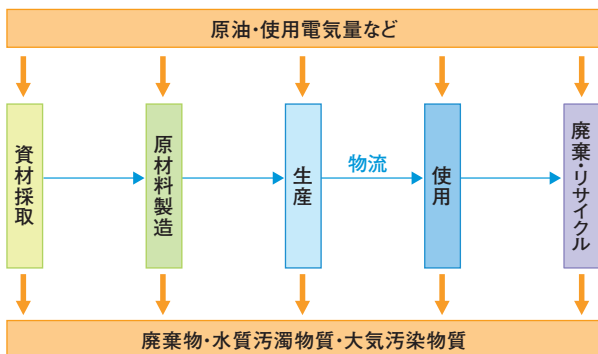 原油・使用電気量など
資材採取
原材料製造
生産
物流
使用
廃棄・リサイクル
廃棄物・水質汚濁物質・大気汚染物質